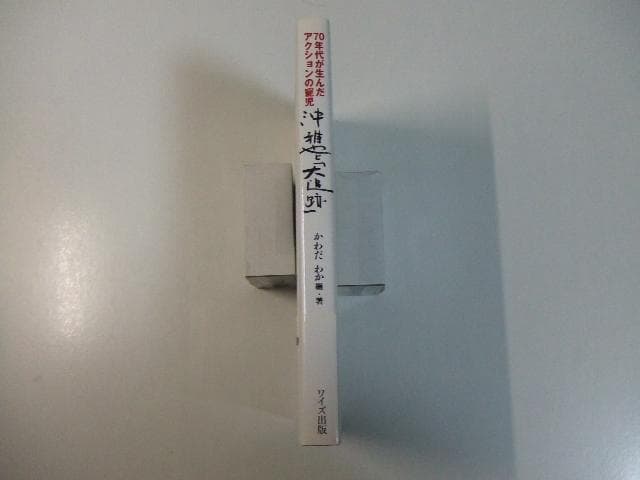 70年代が生んだ
アクションの寵児
沖雅也と「大追跡」
かわだ わか編・著
ワイズ出版